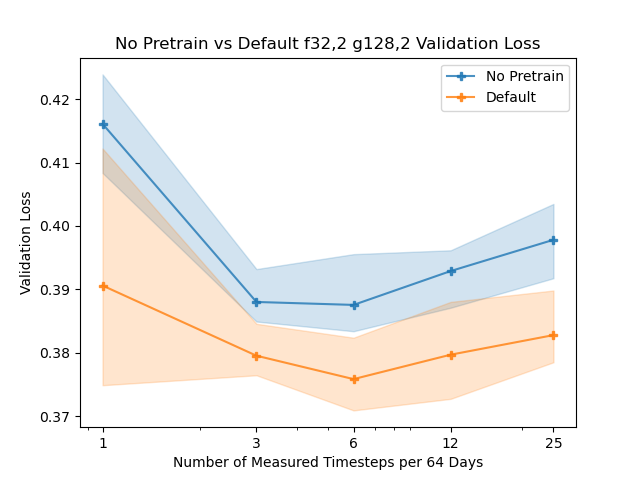 No Pretrain vs Default f32,2 g128,2 Validation Loss
No Pretrain
Default
Validation Loss
0.42
0.41
0.40
0.39
0.38
0.37
1
3
6
12
25
Number of Measured Timesteps per 64 Days